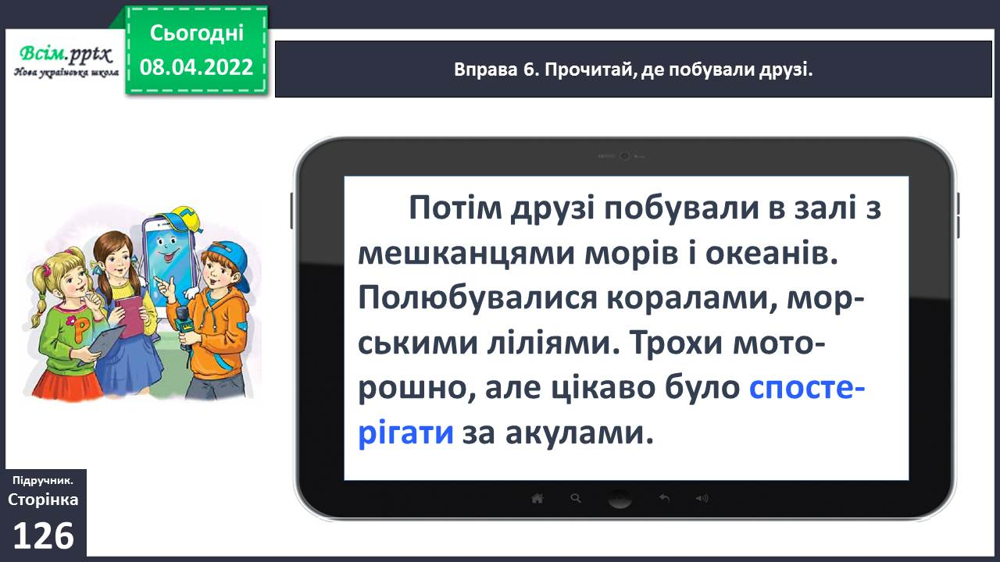 Всім.pptx
Нова українська школа
Сьогодні
08.04.2022
Вправа 6. Прочитай, де побували друзі.
Потім друзі побували в залі з
мешканцями морів і океанів.
Полюбувалися коралами, мор-
ськими ліліями. Трохи мото-
рошно, але цікаво було спосте-
рігати за акулами.
Підручник.
Сторінка
126